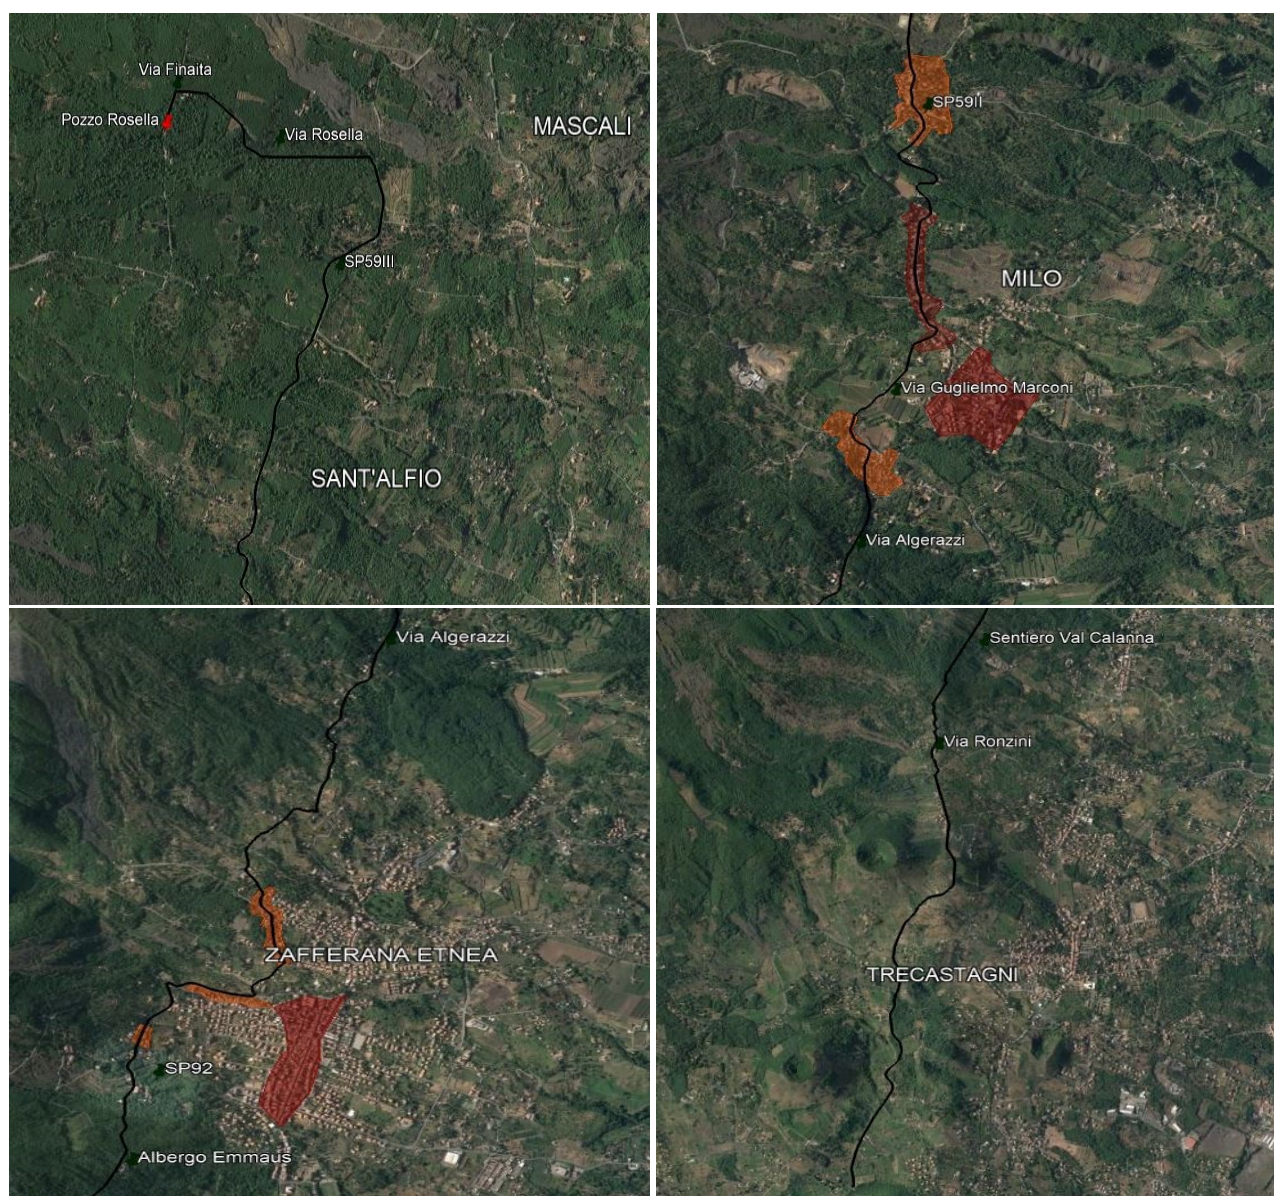 Via Finaita
Pozzo Rosella
Via Rosella
MASCALI
SP59III
SANT'ALFIO
SP59II
MILO
Via Guglielmo Marconi
Via Algerazzi
Via Algerazzi
ZAFFERANA ETNEA
SP92
Albergo Emmaus
Sentiero Val Calanna
Via Ronzini
TRECASTAGNI